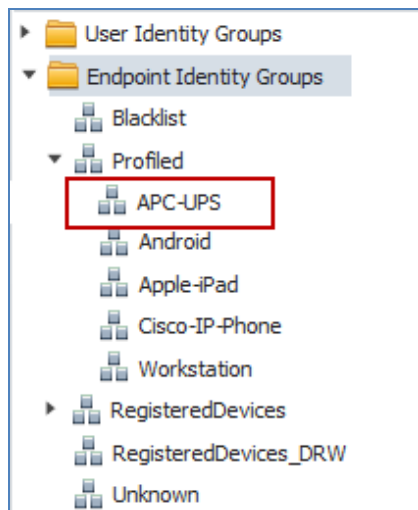 User Identity Groups
Endpoint Identity Groups
Blacklist
Profiled
APC-UPS
Android
Apple-iPad
Cisco-IP-Phone
Workstation
RegisteredDevices
RegisteredDevices_DRW
Unknown